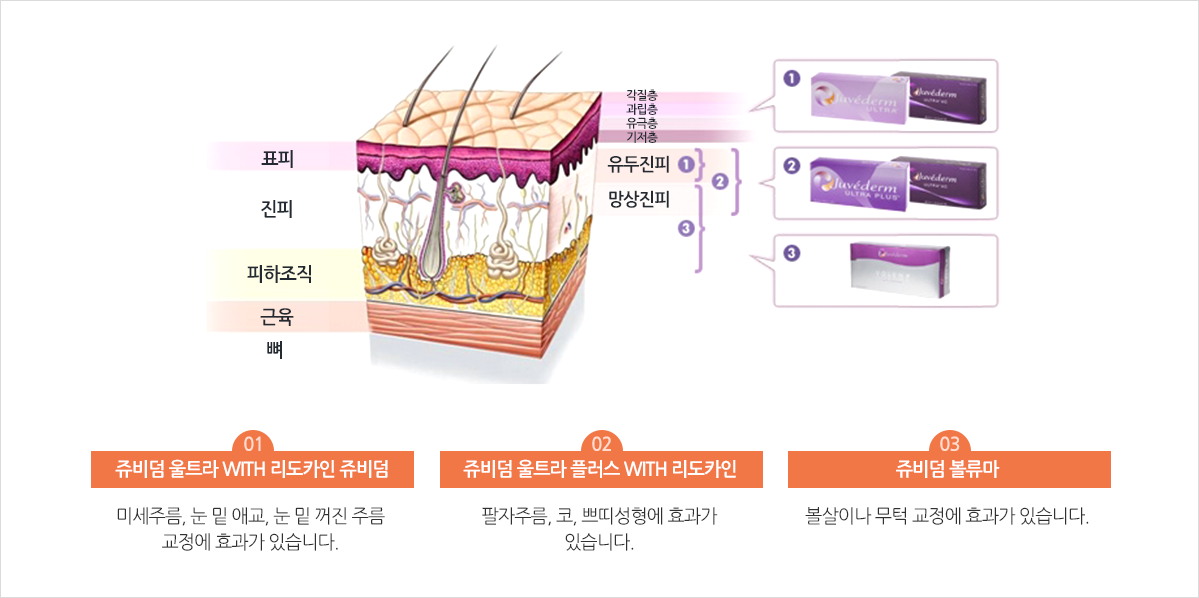 각질층
과립층
유극층
기저층
표피
진피
피하조직
근육
뼈
유두진피 1
망상진피
2
3
1
Juvéderm
ULTRA
Juvéderm
ULTRA XC
2
Juvéderm
ULTRA PLUS
Juvéderm
ULTRA XC
3
01
쥬비덤 울트라 WITH 리도카인 쥬비덤
미세주름, 눈 밑 애교, 눈 밑 꺼진 주름
교정에 효과가 있습니다.
02
쥬비덤 울트라 플러스 WITH 리도카인
팔자주름, 코, 쁘띠성형에 효과가
있습니다.
03
쥬비덤 볼류마
볼살이나 무턱 교정에 효과가 있습니다.